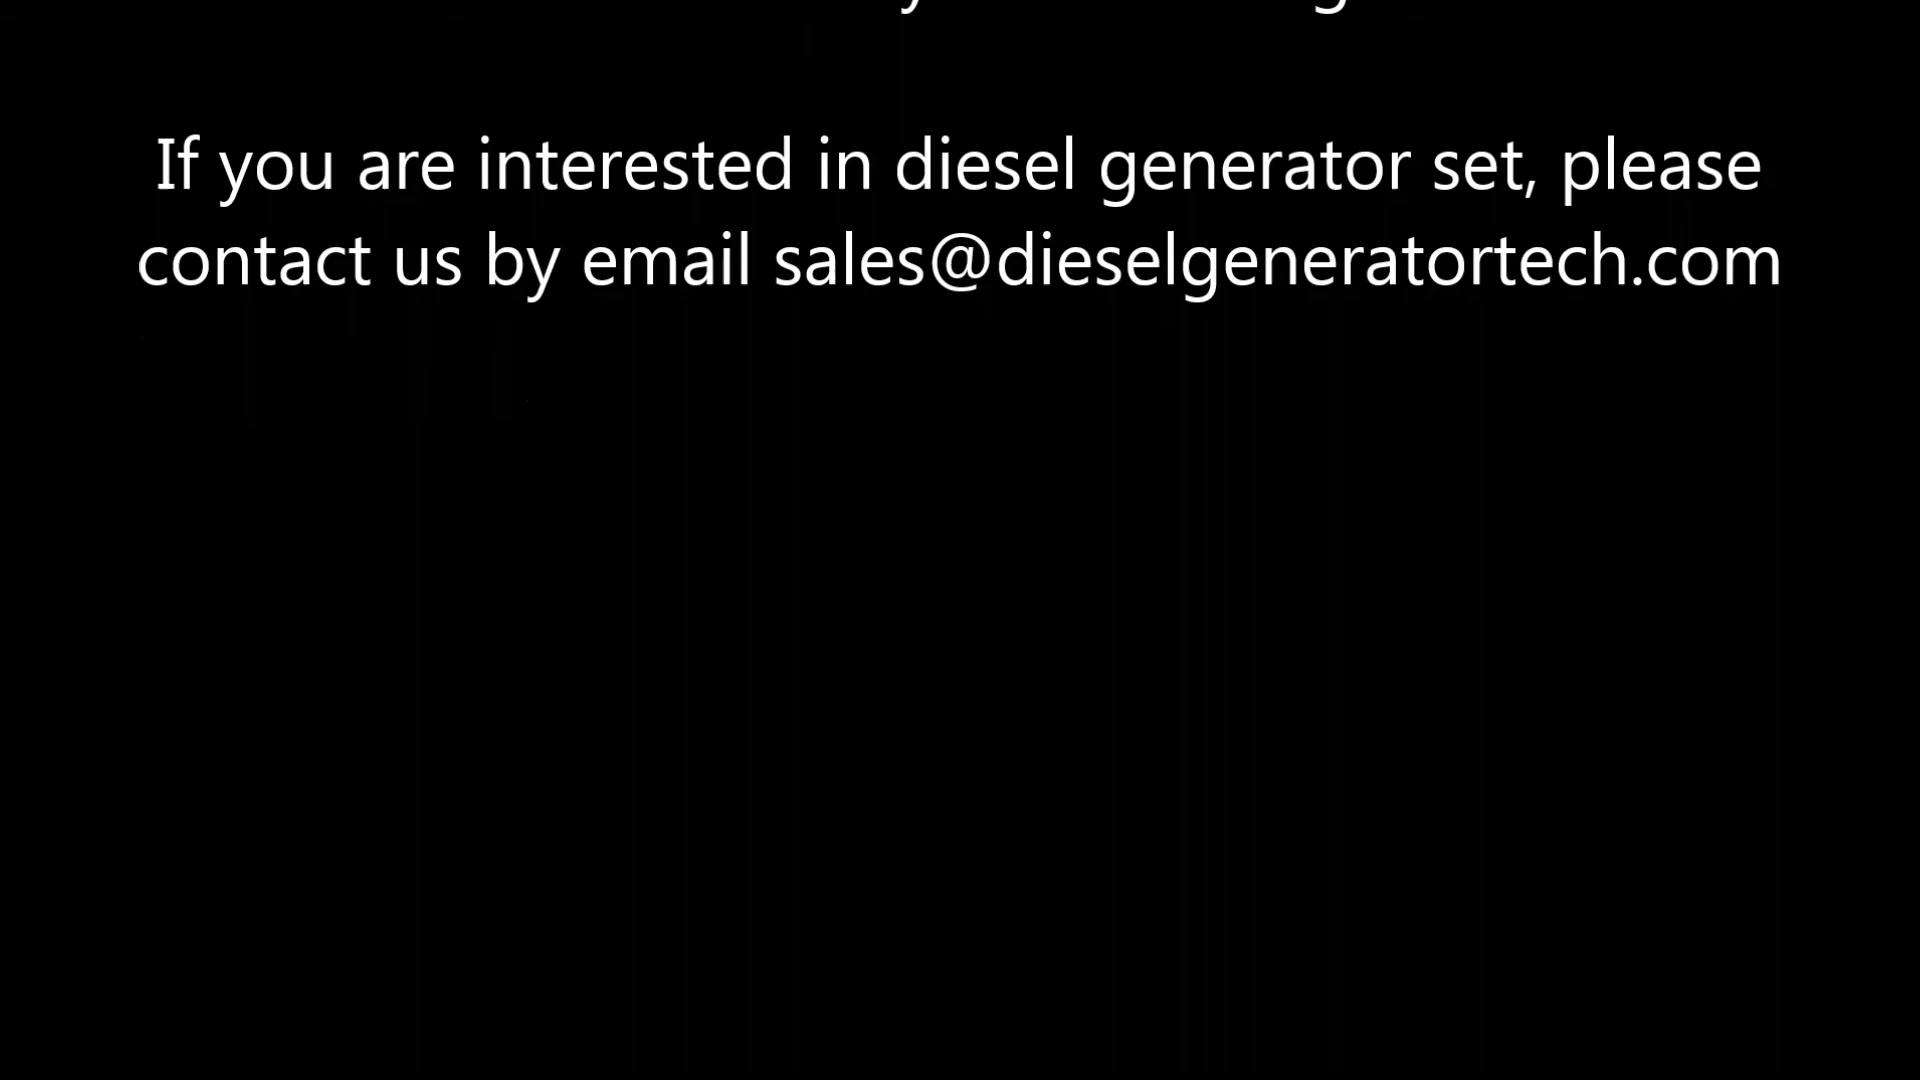 If you are interested in diesel generator set, please
contact us by email sales@dieselgeneratortech.com